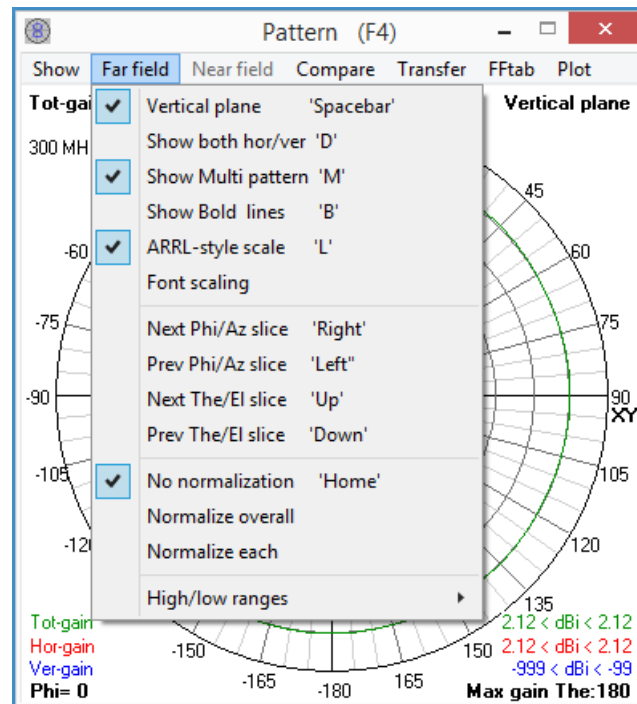 Pattern (F4)
Show Far field Near field Compare Transfer FFtab Plot
Tot-gai
Vertical plane
300 MH
Vertical plane 'Spacebar'
Show both hor/ver 'D'
Show Multi pattern 'M'
Show Bold lines 'B'
ARRL-style scale 'L'
Font scaling
Next Phi/Az slice 'Right'
Prev Phi/Az slice 'Left"
Next The/El slice 'Up'
Prev The/El slice 'Down'
No normalization 'Home'
Normalize overall
Normalize each
High/low ranges
45
-60
60
-75
75
-90
90
XY
-105
105
-12
120
135
-150
150
-165
-180
165
Tot-gain
2.12 < dBi < 2.12
Hor-gain
2.12 < dBi < 2.12
Ver-gain
-999 < dBi < -99
Phi= 0
Max gain The:180